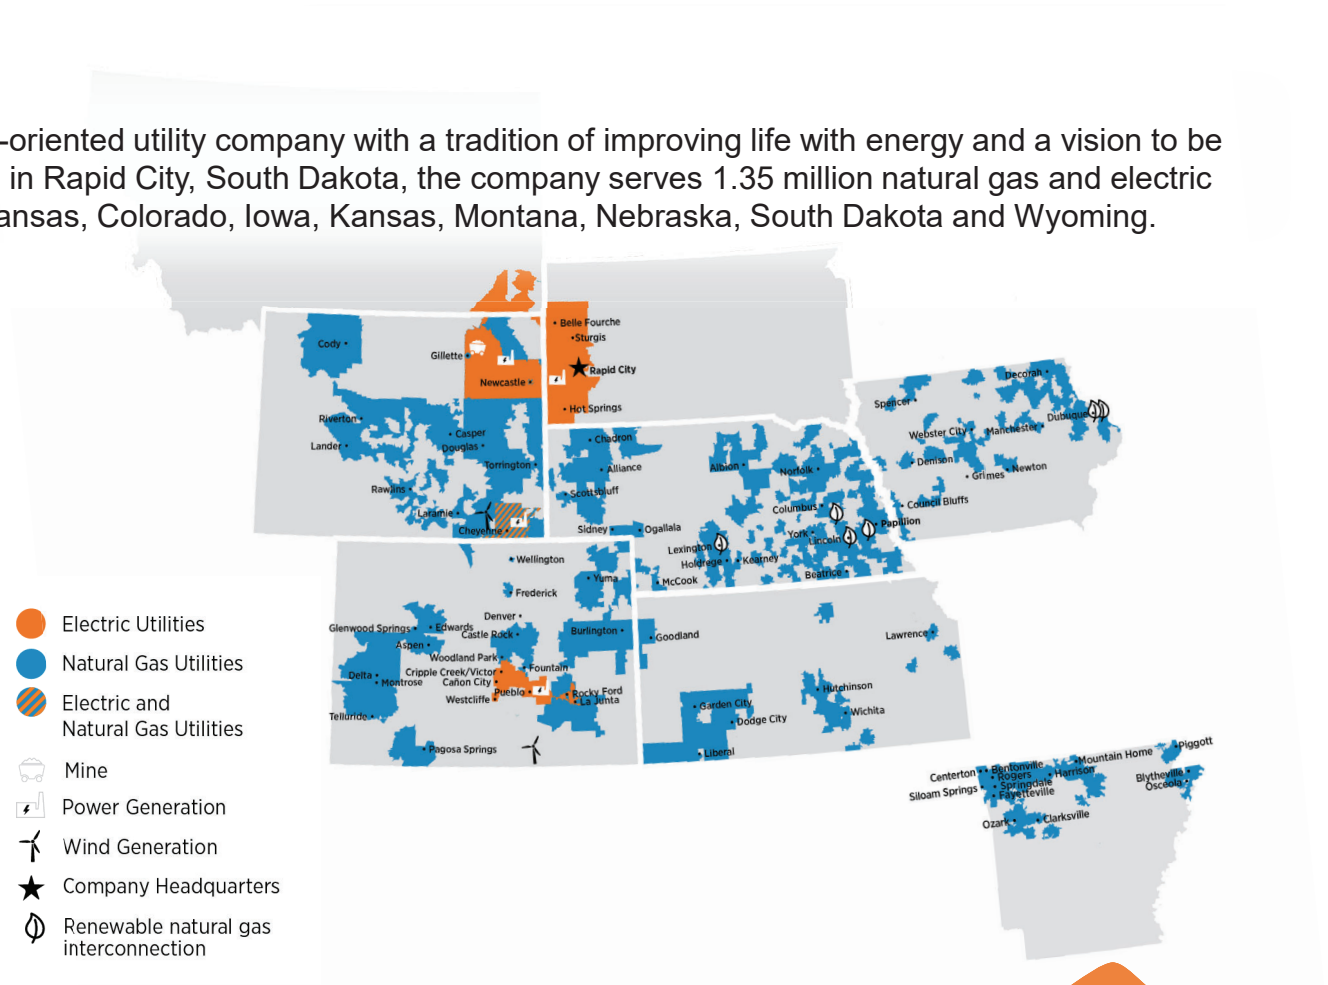 -oriented utility company with a tradition of improving life with energy and a vision to be
in Rapid City, South Dakota, the company serves 1.35 million natural gas and electric
ansas, Colorado, Iowa, Kansas, Montana, Nebraska, South Dakota and Wyoming.
Belle Fourche
Sturgis
Cody
Gillette
Rapid City
Newcastle
Hot Springs
Decorah
Spencer
Dubuque
Riverton
Casper
Webster City
Manchester
Lander
Douglas
Chadron
Torrington
Alliance
Albion
Norfolk
Denison
Grimes
Newton
Rawlins
Scottsbluff
Laramie
Columbus
Council Bluffs
Cheyenne
Sidney
Ogallala
York
Lincoln
Papillion
Lexington
Holdrege
Kearney
Wellington
Yuma
McCook
Beatrice
Frederick
Denver
Glenwood Springs
Edwards
Castle Rock
Burlington
Goodland
Lawrence
Aspen
Woodland Park
Fountain
Delta
Montrose
Cripple Creek/Victor
Cañon City
Pueblo
Rocky Ford
Westcliffe
La Junta
Telluride
Garden City
Hutchinson
Dodge City
Wichita
Pagosa Springs
Liberal
Electric Utilities
Natural Gas Utilities
Electric and
Natural Gas Utilities
Mine
Power Generation
Wind Generation
Company Headquarters
Renewable natural gas
interconnection
Piggott
Mountain Home
Centerton
Bentonville
Rogers
Harrison
Blytheville
Siloam Springs
Springdale
Osceola
Fayetteville
Ozark
Clarksville